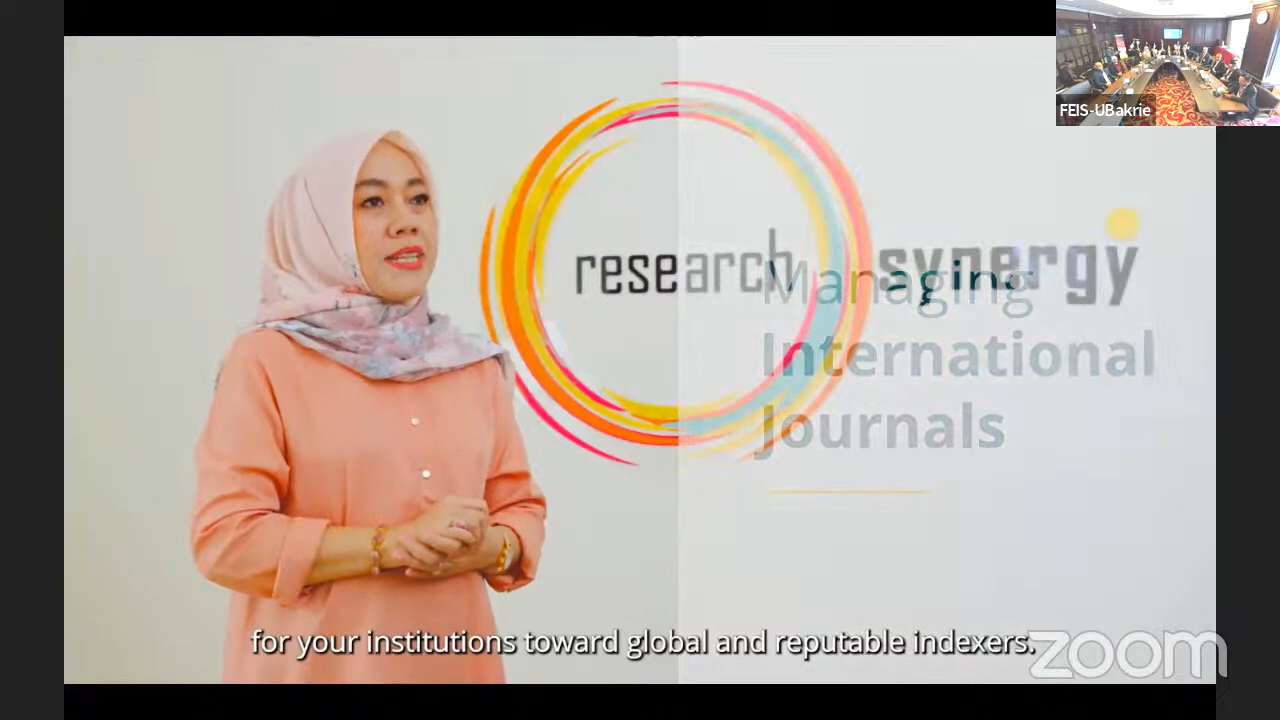 FEIS-UBakrie
research synergy
Managing
International
Journals
for your institutions toward global and reputable indexers.
zoom